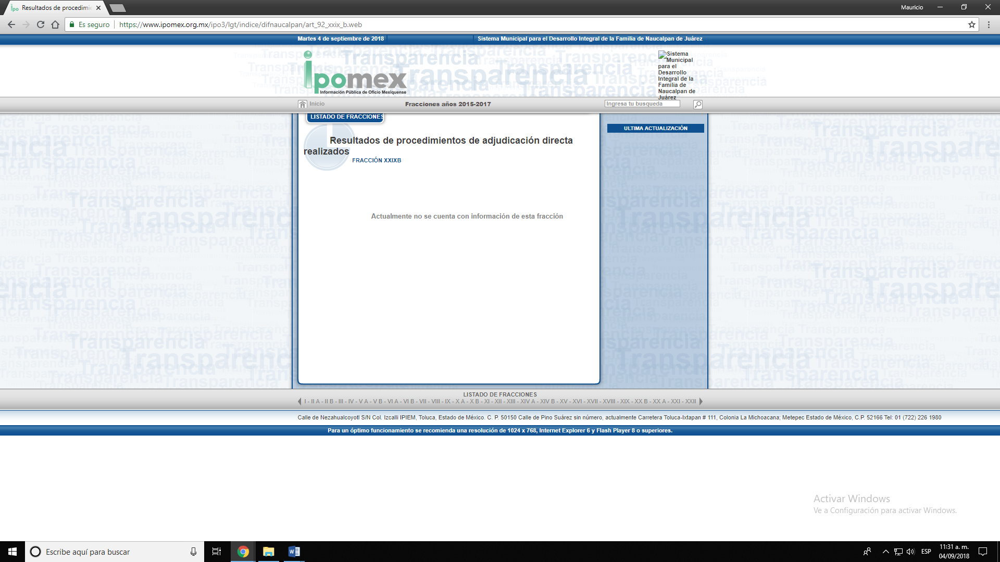 Resultados de procedimi
Mauricio
Es seguro
https://www.ipomex.org.mx/ipo3/lgt/indice/difnaucalpan/art_92_xxix_b.web
Martes 4 de septiembre de 2018
Sistema Municipal para el Desarrollo Integral de la Familia de Naucalpan de Juárez
ipomex
Información Pública de Oficio Mexiquense
Sistema
Municipal
para el
Desarrollo
Integral de la
Familia de
Naucalpan de
Juárez
Inicio
Fracciones años 2015-2017
Ingresa tu busqueda
LISTADO DE FRACCIONES
ULTIMA ACTUALIZACIÓN
Resultados de procedimientos de adjudicación directa
realizados
FRACCIÓN XXIXB
Actualmente no se cuenta con información de esta fracción
Transparencia
LISTADO DE FRACCIONES
I - II A - II B - III - IV - V A - V B - VI A - VI B - VII - VIII - IX - X A - X B - XI - XII - XIII - XIV A - XIV B - XV - XVI - XVII - XVIII - XIX - XX B - XX A - XXI - XXII
Calle de Nezahualcoyotl S/N Col. Izcalli IPIEM, Toluca, Estado de México. C. P. 50150 Calle de Pino Suárez sin número, actualmente Carretera Toluca-Ixtapan # 111, Colonia La Michoacana; Metepec Estado de México, C.P. 52166 Tel: 01 (722) 226 1980
Para un óptimo funcionamiento se recomienda una resolución de 1024 x 768, Internet Explorer 6 y Flash Player 8 o superiores.
Activar Windows
Ve a Configuración para activar Windows.
Escribe aquí para buscar
ESP
11:31 a. m.
04/09/2018